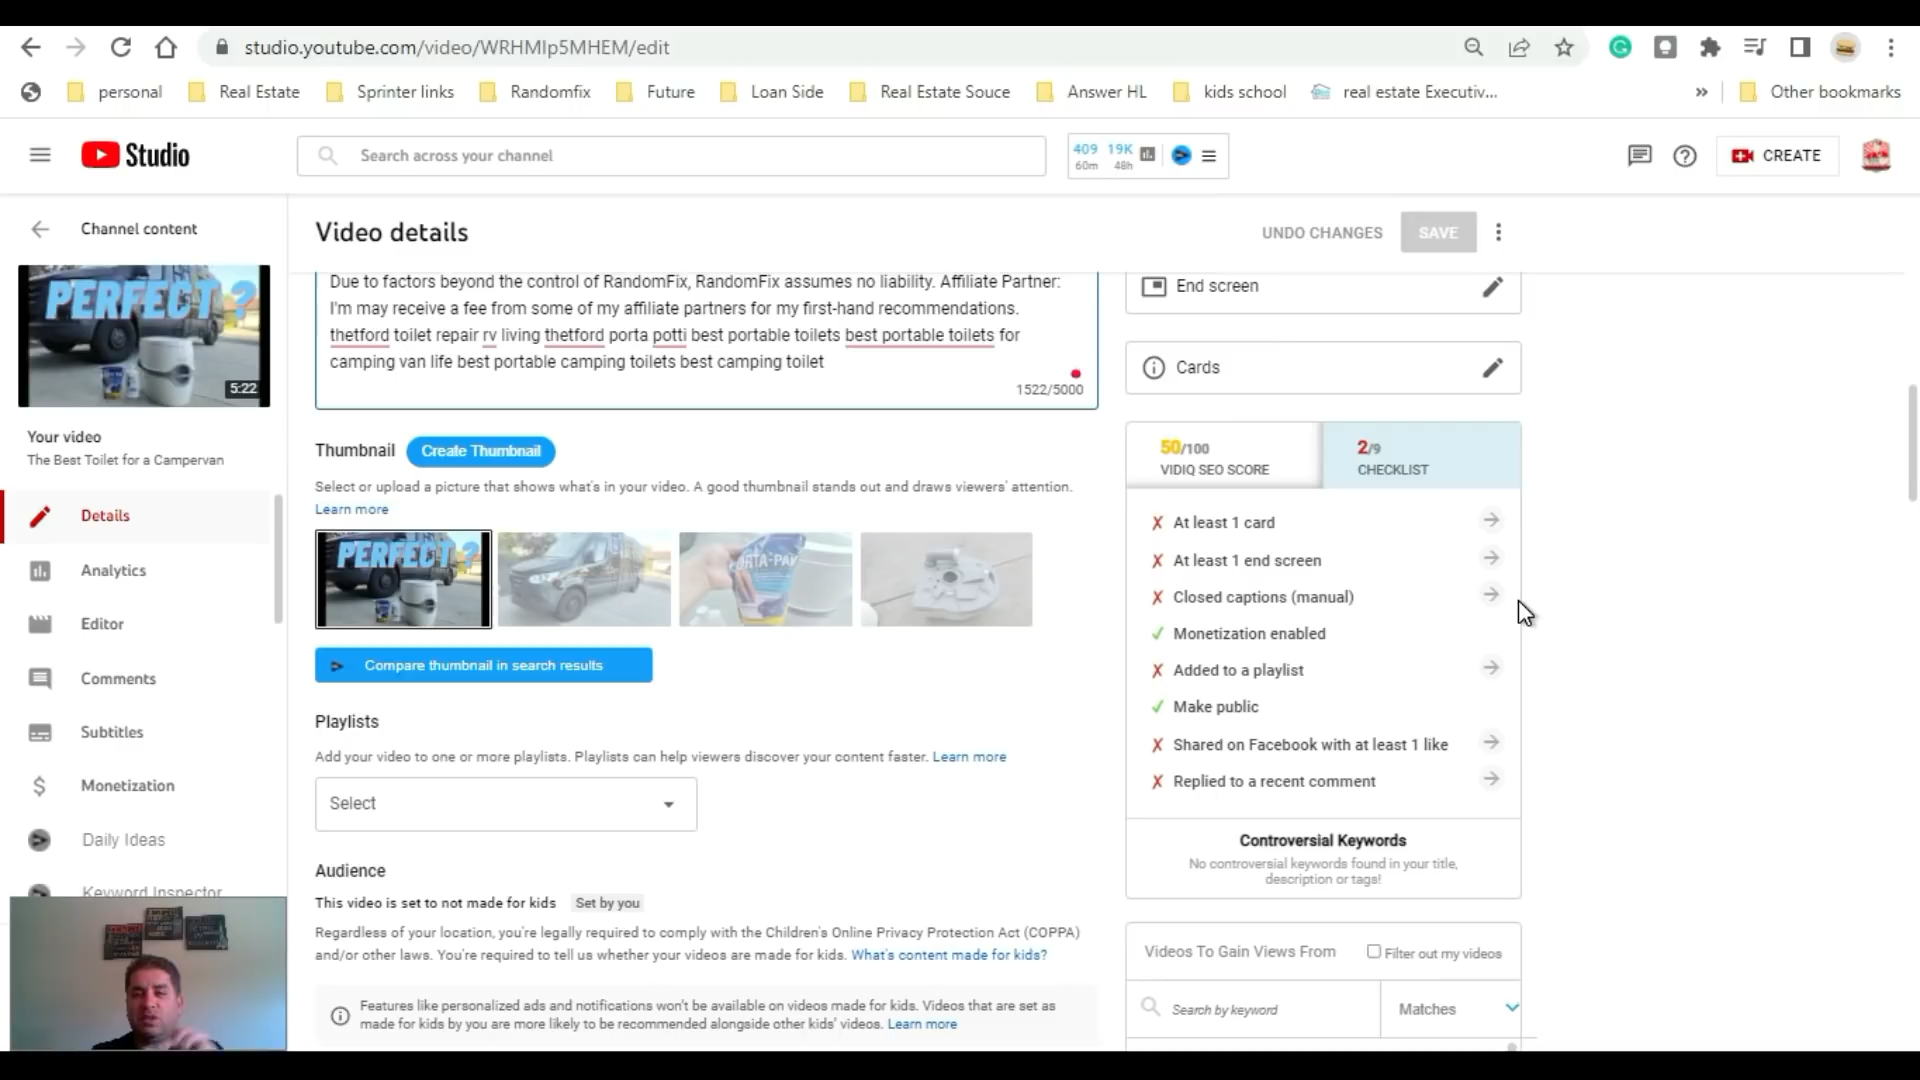 studio.youtube.com/video/WRHMIp5MHEM/edit
personal
Real Estate
Sprinter links
Randomfix
Future
Loan Side
Real Estate Souce
Answer HL
kids school
real estate Executiv...
»
Other bookmarks
Studio
Search across your channel
409 19K
60m 48h
CREATE
Channel content
Video details
UNDO CHANGES
SAVE
PERFECT ?
5:22
Your video
The Best Toilet for a Campervan
Details
Analytics
Editor
Comments
Subtitles
Monetization
Daily Ideas
Keyword Inspector
Due to factors beyond the control of RandomFix, RandomFix assumes no liability. Affiliate Partner:
I'm may receive a fee from some of my affiliate partners for my first-hand recommendations.
thetford toilet repair rv living thetford porta potti best portable toilets best portable toilets for
camping van life best portable camping toilets best camping toilet
1522/5000
Thumbnail
Create Thumbnail
Select or upload a picture that shows what's in your video. A good thumbnail stands out and draws viewers' attention.
Learn more
PERFECT ?
Compare thumbnail in search results
Playlists
Add your video to one or more playlists. Playlists can help viewers discover your content faster. Learn more
Select
Audience
This video is set to not made for kids
Set by you
Regardless of your location, you're legally required to comply with the Children's Online Privacy Protection Act (COPPA)
and/or other laws. You're required to tell us whether your videos are made for kids. What's content made for kids?
Features like personalized ads and notifications won't be available on videos made for kids. Videos that are set as
made for kids by you are more likely to be recommended alongside other kids' videos. Learn more
End screen
Cards
50/100
VIDIQ SEO SCORE
2/9
CHECKLIST
At least 1 card
At least 1 end screen
Closed captions (manual)
Monetization enabled
Added to a playlist
Make public
Shared on Facebook with at least 1 like
Replied to a recent comment
Controversial Keywords
No controversial keywords found in your title,
description or tags!
Videos To Gain Views From
Filter out my videos
Search by keyword
Matches